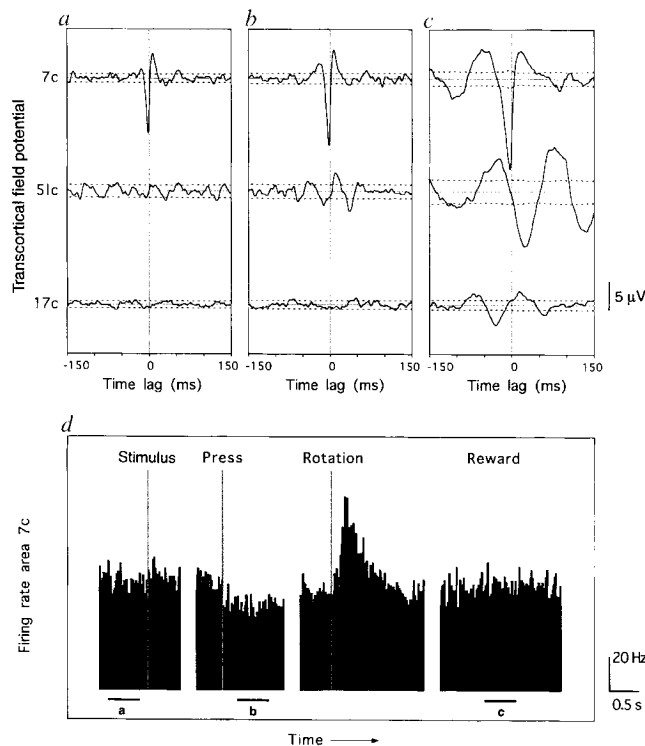 a b c
Transcortical field potential
7c
5lc
17c
5 μV
-150 0 150 -150 0 150 -150 0 150
Time lag (ms) Time lag (ms) Time lag (ms)
d
Stimulus Press Rotation Reward
Firing rate area 7c
20 Hz
0.5 s
a b c
Time